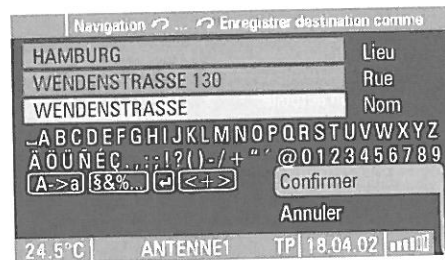 Navigation ↶ ... ↶ Enregistrer destination comme
HAMBURG Lieu
WENDENSTRASSE 130 Rue
WENDENSTRASSE Nom
_ABCDEFGHIJKLMNOPQRSTUVWXYZ
ÄÖÜÑÉÇ.,:;!?()-/+"´@0123456789
A->a §&%... ↵ <+> Confirmer
Annuler
24.5°C ANTENNE1 TP 18.04.02